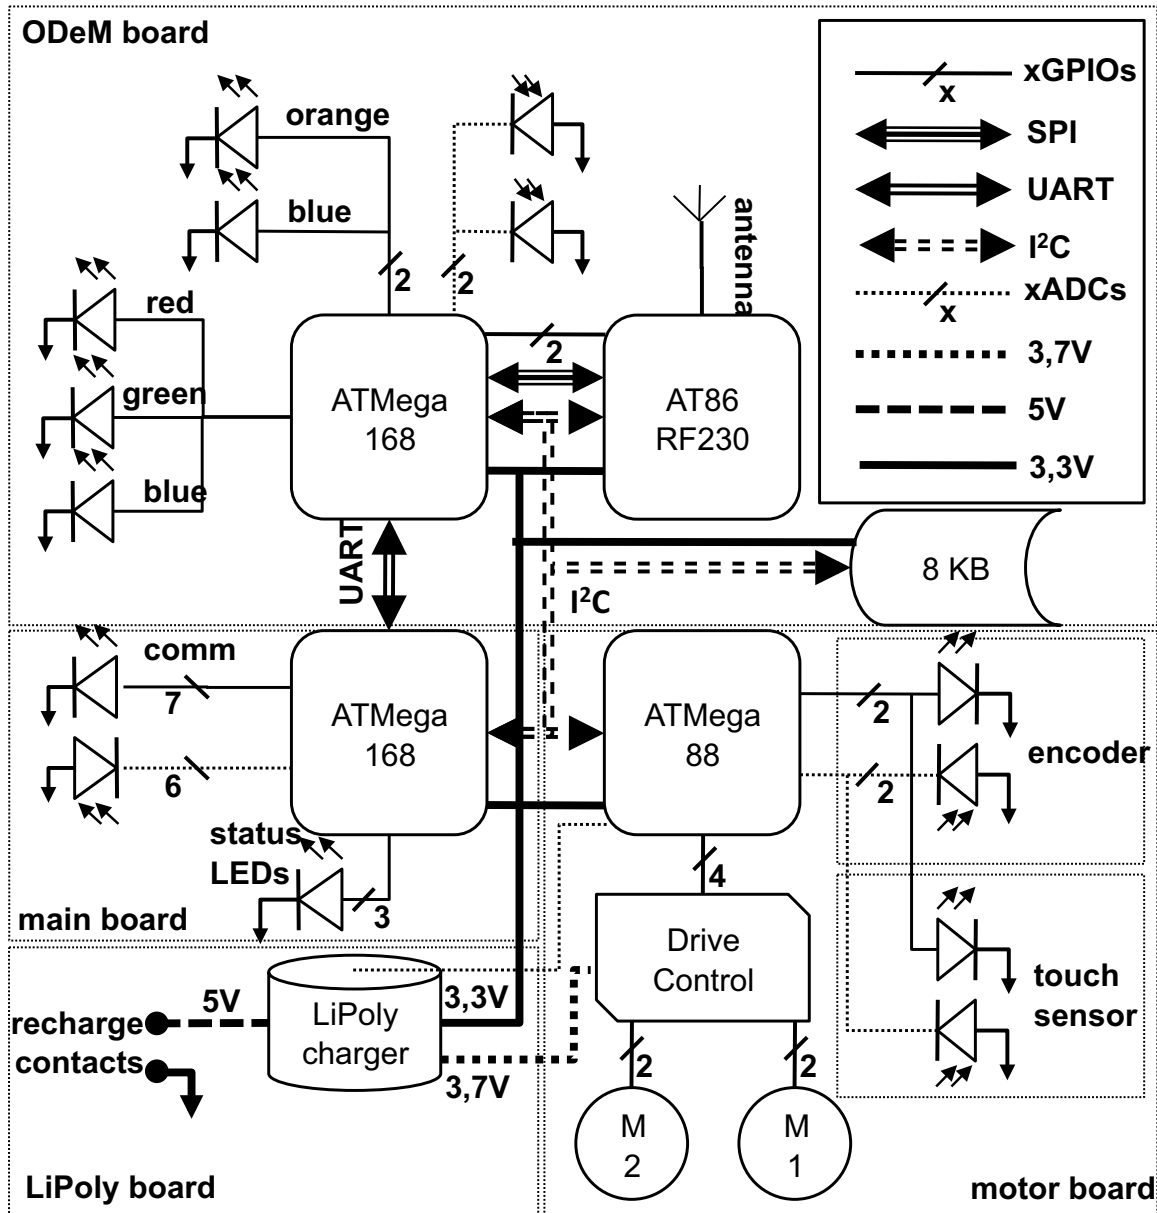 ODeM board
orange
blue
2
2
antenna
xGPIOs
x
SPI
UART
I²C
xADCs
x
3,7V
5V
3,3V
red
green
blue
ATMega
168
2
AT86
RF230
UART
I²C
8 KB
comm
7
6
ATMega
168
ATMega
88
2
2
encoder
status
LEDs
3
main board
4
Drive
Control
touch
sensor
5V
recharge
contacts
LiPoly
charger
3,3V
3,7V
2
2
M
2
M
1
LiPoly board
motor board